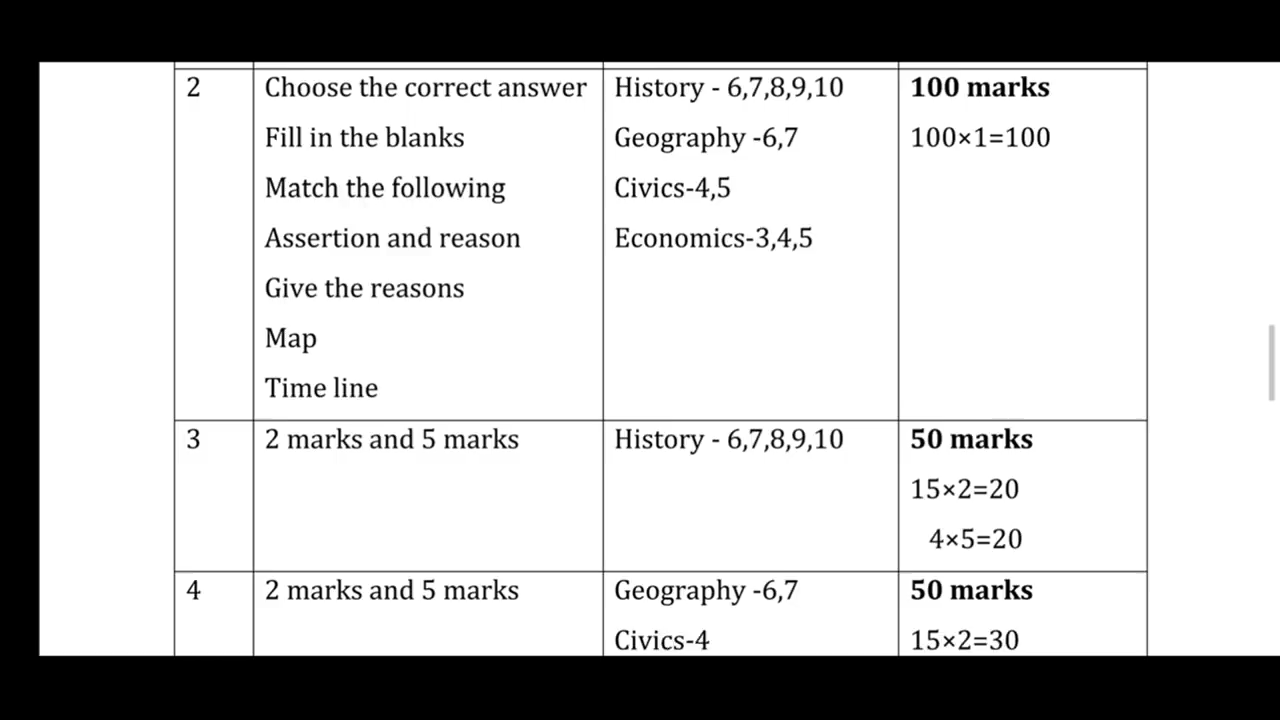 2 Choose the correct answer History - 6,7,8,9,10 100 marks
Fill in the blanks Geography -6,7 100×1=100
Match the following Civics-4,5
Assertion and reason Economics-3,4,5
Give the reasons
Map
Time line
3 2 marks and 5 marks History - 6,7,8,9,10 50 marks
15×2=20
4×5=20
4 2 marks and 5 marks Geography -6,7 50 marks
Civics-4 15×2=30